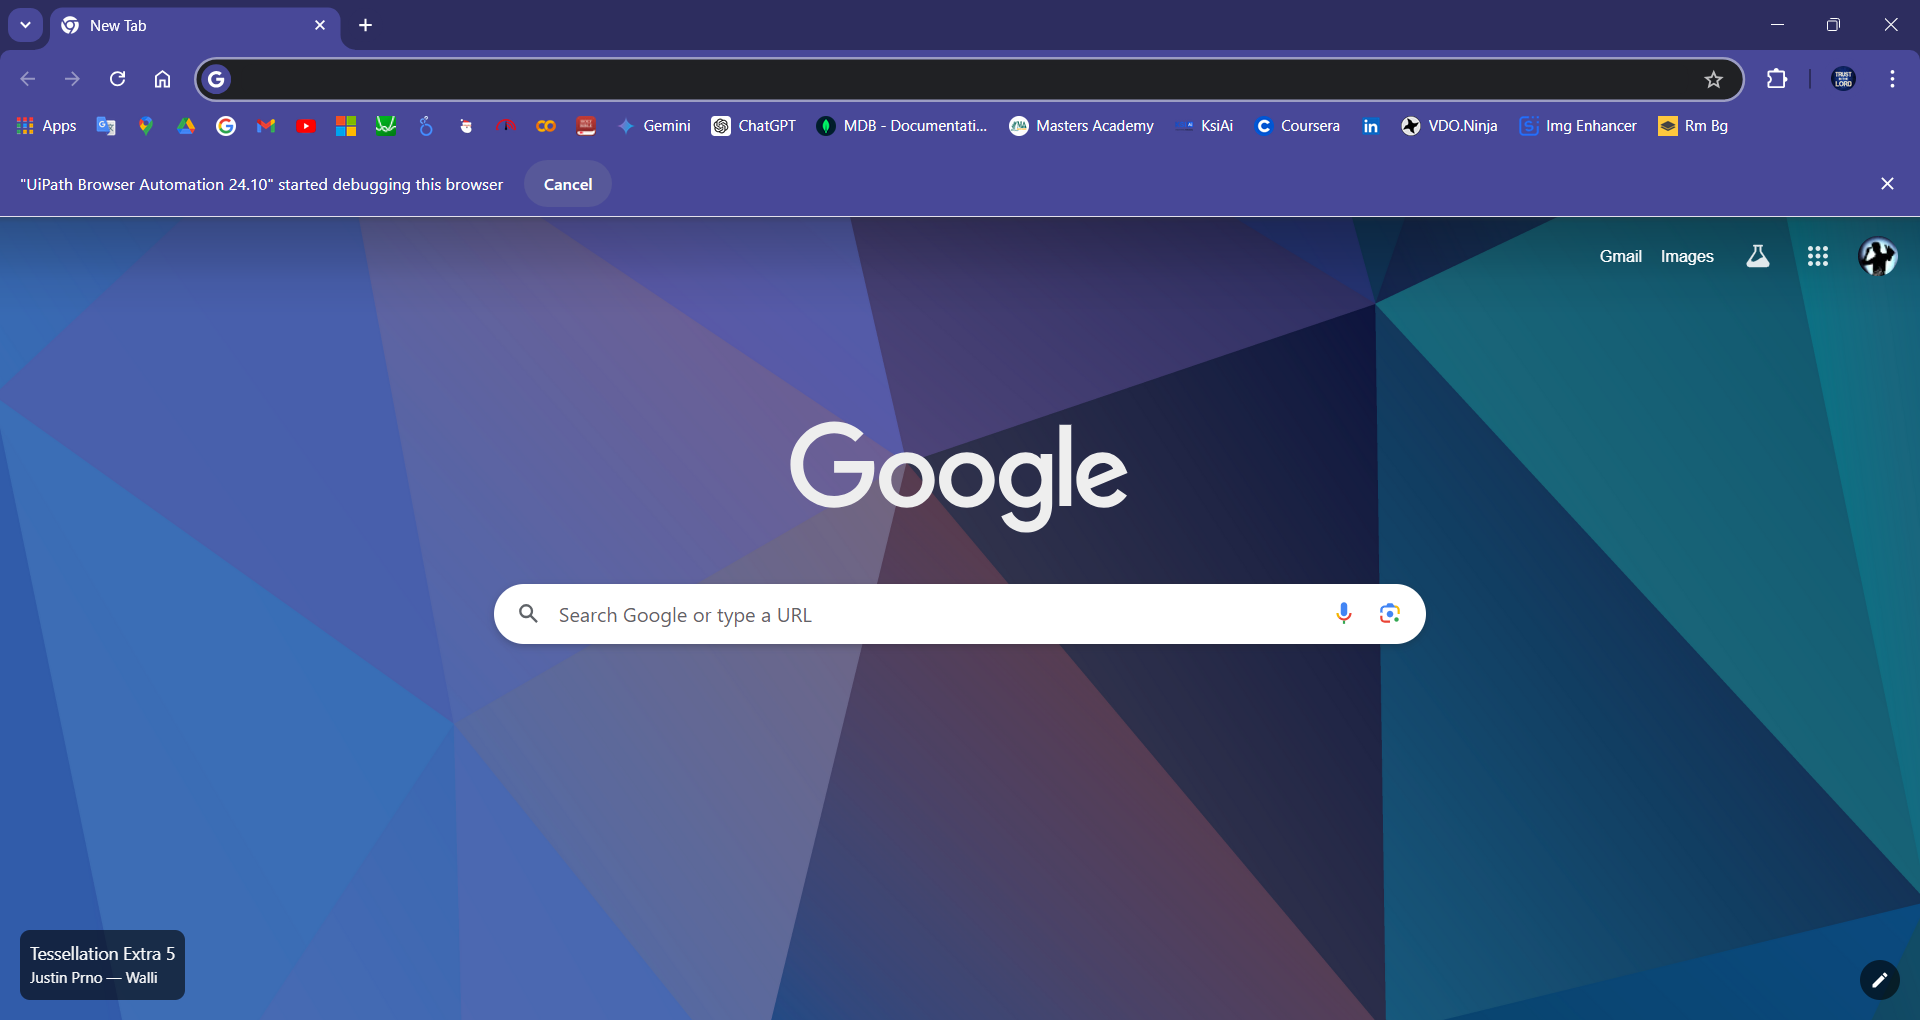 New Tab
Apps Gemini ChatGPT MDB - Documentati... Masters Academy KsiAi Coursera VDO.Ninja Img Enhancer Rm Bg
"UiPath Browser Automation 24.10" started debugging this browser Cancel
Gmail Images
Google
Search Google or type a URL
Tessellation Extra 5
Justin Prno — Walli